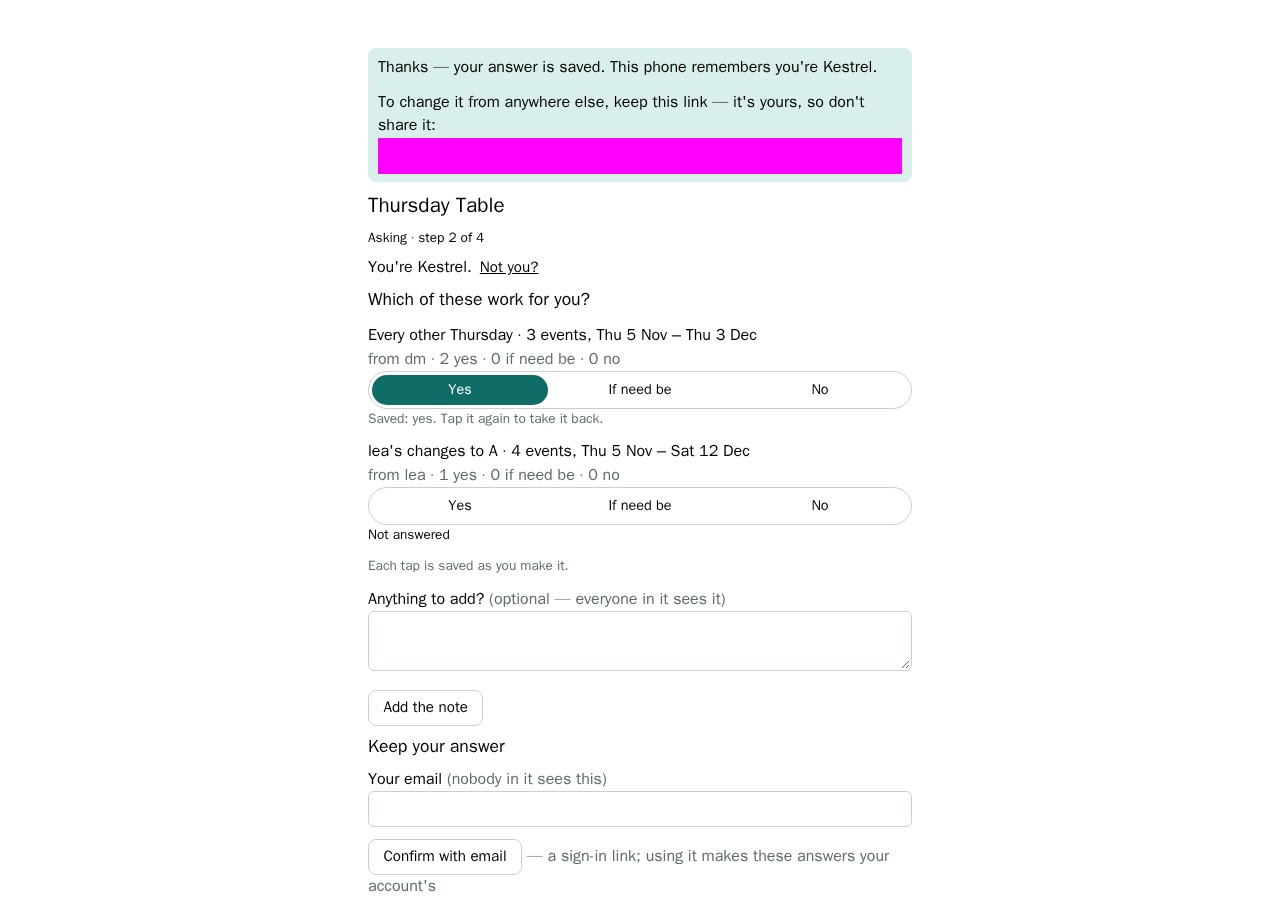 Thanks — your answer is saved. This phone remembers you're Kestrel.
To change it from anywhere else, keep this link — it's yours, so don't
share it:
Thursday Table
Asking · step 2 of 4
You're Kestrel. Not you?
Which of these work for you?
Every other Thursday · 3 events, Thu 5 Nov – Thu 3 Dec
from dm · 2 yes · 0 if need be · 0 no
Yes If need be No
Saved: yes. Tap it again to take it back.
lea's changes to A · 4 events, Thu 5 Nov – Sat 12 Dec
from lea · 1 yes · 0 if need be · 0 no
Yes If need be No
Not answered
Each tap is saved as you make it.
Anything to add? (optional — everyone in it sees it)
Add the note
Keep your answer
Your email (nobody in it sees this)
Confirm with email — a sign-in link; using it makes these answers your
account's